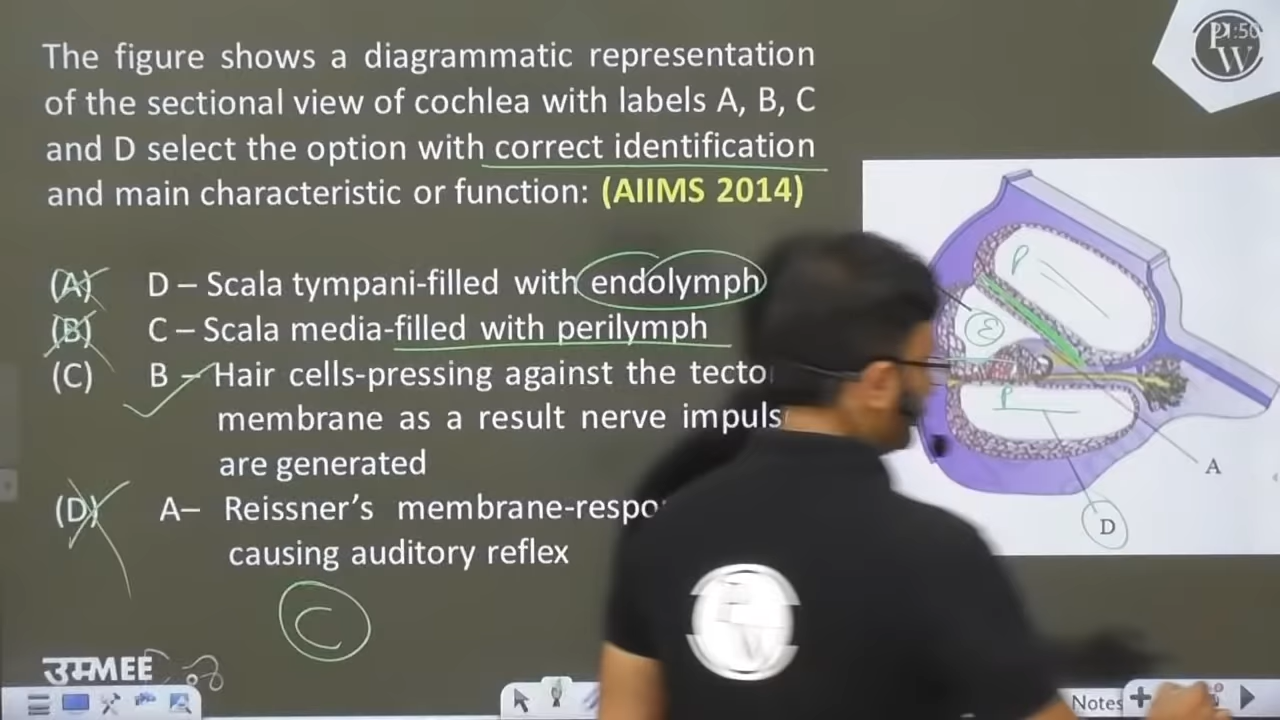 The figure shows a diagrammatic representation
of the sectional view of cochlea with labels A, B, C
and D select the option with correct identification
and main characteristic or function: (AIIMS 2014)
(A) D – Scala tympani-filled with endolymph
(B) C – Scala media-filled with perilymph
(C) B – Hair cells-pressing against the tecto
membrane as a result nerve impuls
are generated
(D) A– Reissner's membrane-respo
causing auditory reflex
C
P
E
P
A
D
उम्मEE
PW
Notes